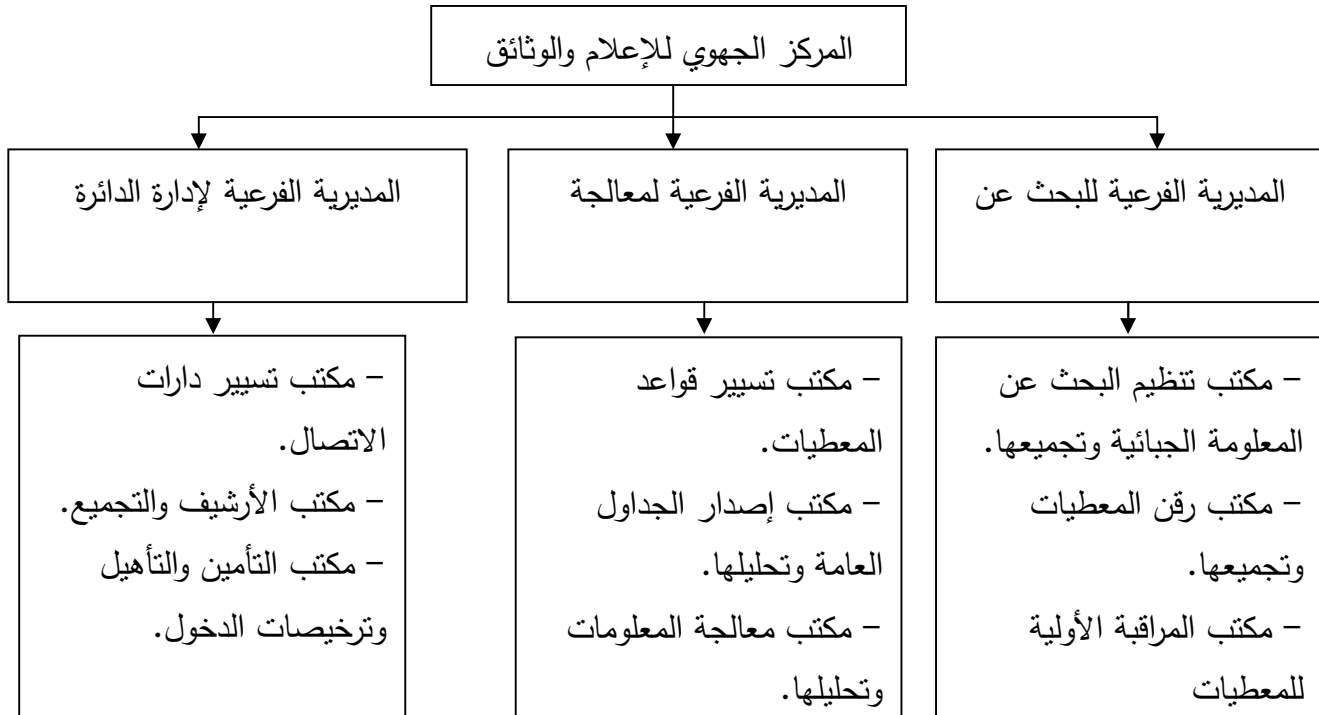 المركز الجهوي للإعلام والوثائق
المديرية الفرعية للبحث عن
المديرية الفرعية لمعالجة
المديرية الفرعية لإدارة الدائرة
– مكتب تنظيم البحث عن
المعلومة الجبائية وتجميعها.
– مكتب رقن المعطيات
وتجميعها.
– مكتب المراقبة الأولية
للمعطيات
– مكتب تسيير قواعد
المعطيات.
– مكتب إصدار الجداول
العامة وتحليلها.
– مكتب معالجة المعلومات
وتحليلها.
– مكتب تسيير دارات
الاتصال.
– مكتب الأرشيف والتجميع.
– مكتب التأمين والتأهيل
وترخيصات الدخول.